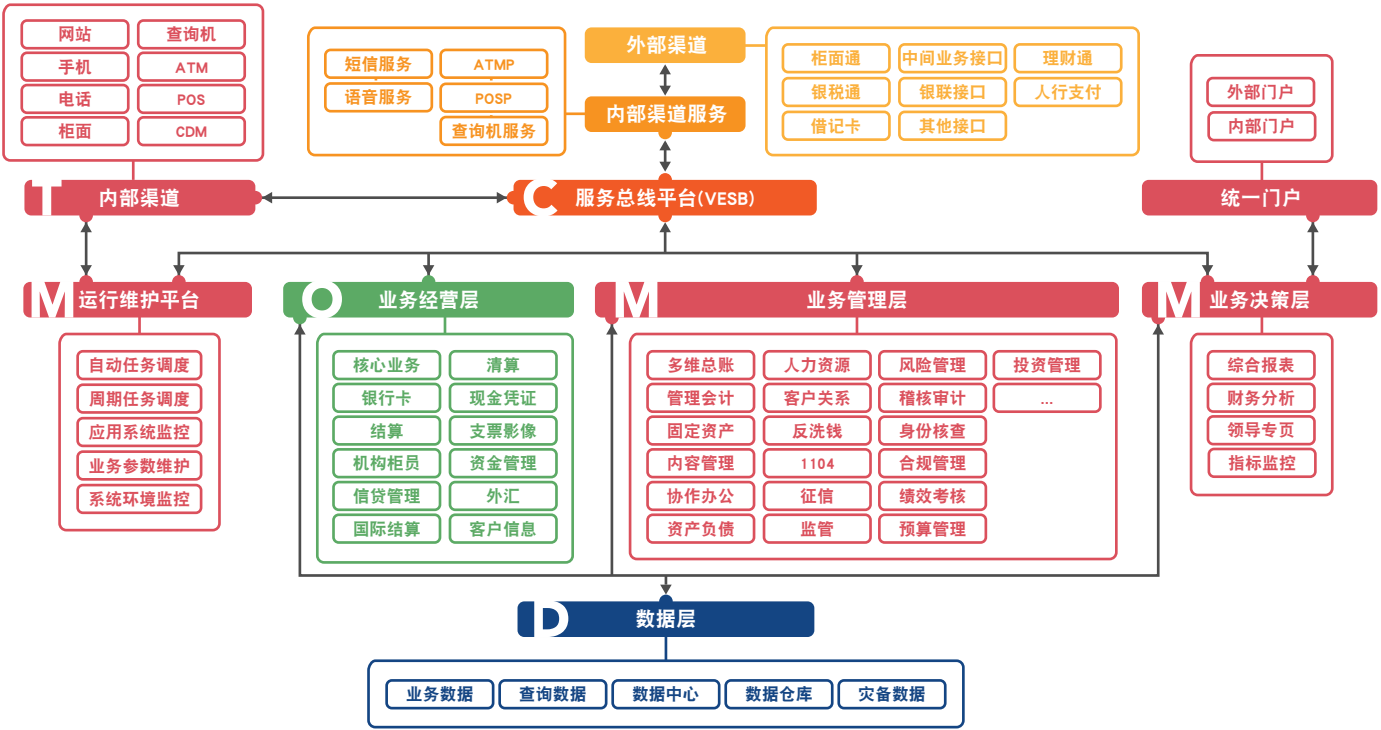 网站
查询机
手机
ATM
电话
POS
柜面
CDM
T 内部渠道
短信服务
ATMP
语音服务
POSP
查询机服务
外部渠道
内部渠道服务
柜面通
中间业务接口
理财通
银税通
银联接口
人行支付
借记卡
其他接口
外部门户
内部门户
C 服务总线平台(VESB)
统一门户
M 运行维护平台
自动任务调度
周期任务调度
应用系统监控
业务参数维护
系统环境监控
O 业务经营层
核心业务
清算
银行卡
现金凭证
结算
支票影像
机构柜员
资金管理
信贷管理
外汇
国际结算
客户信息
M 业务管理层
多维总账
人力资源
风险管理
投资管理
管理会计
客户关系
稽核审计
...
固定资产
反洗钱
身份核查
内容管理
1104
合规管理
协作办公
征信
绩效考核
资产负债
监管
预算管理
M 业务决策层
综合报表
财务分析
领导专页
指标监控
D 数据层
业务数据
查询数据
数据中心
数据仓库
灾备数据